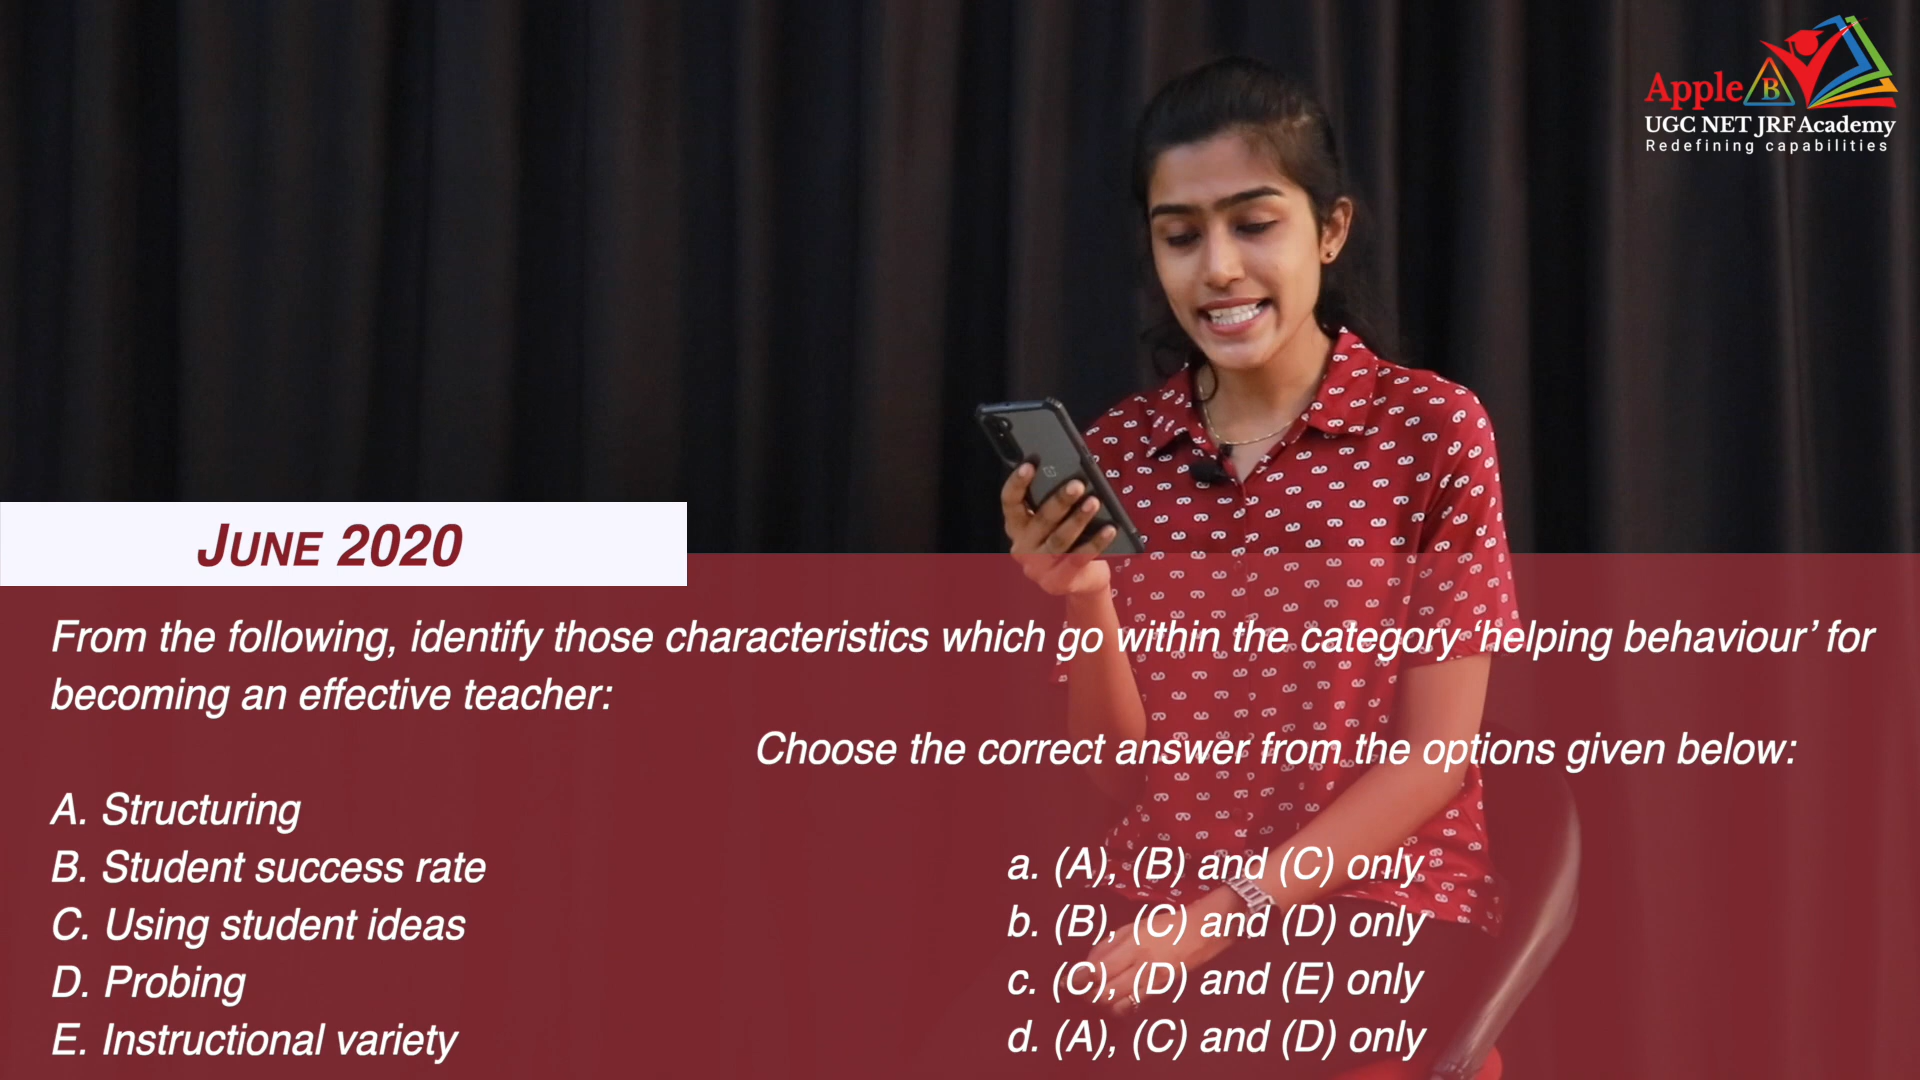 Apple B
UGC NET JRF Academy
Redefining capabilities
JUNE 2020
From the following, identify those characteristics which go within the category ‘helping behaviour’ for
becoming an effective teacher:
Choose the correct answer from the options given below:
A. Structuring
B. Student success rate
C. Using student ideas
D. Probing
E. Instructional variety
a. (A), (B) and (C) only
b. (B), (C) and (D) only
c. (C), (D) and (E) only
d. (A), (C) and (D) only